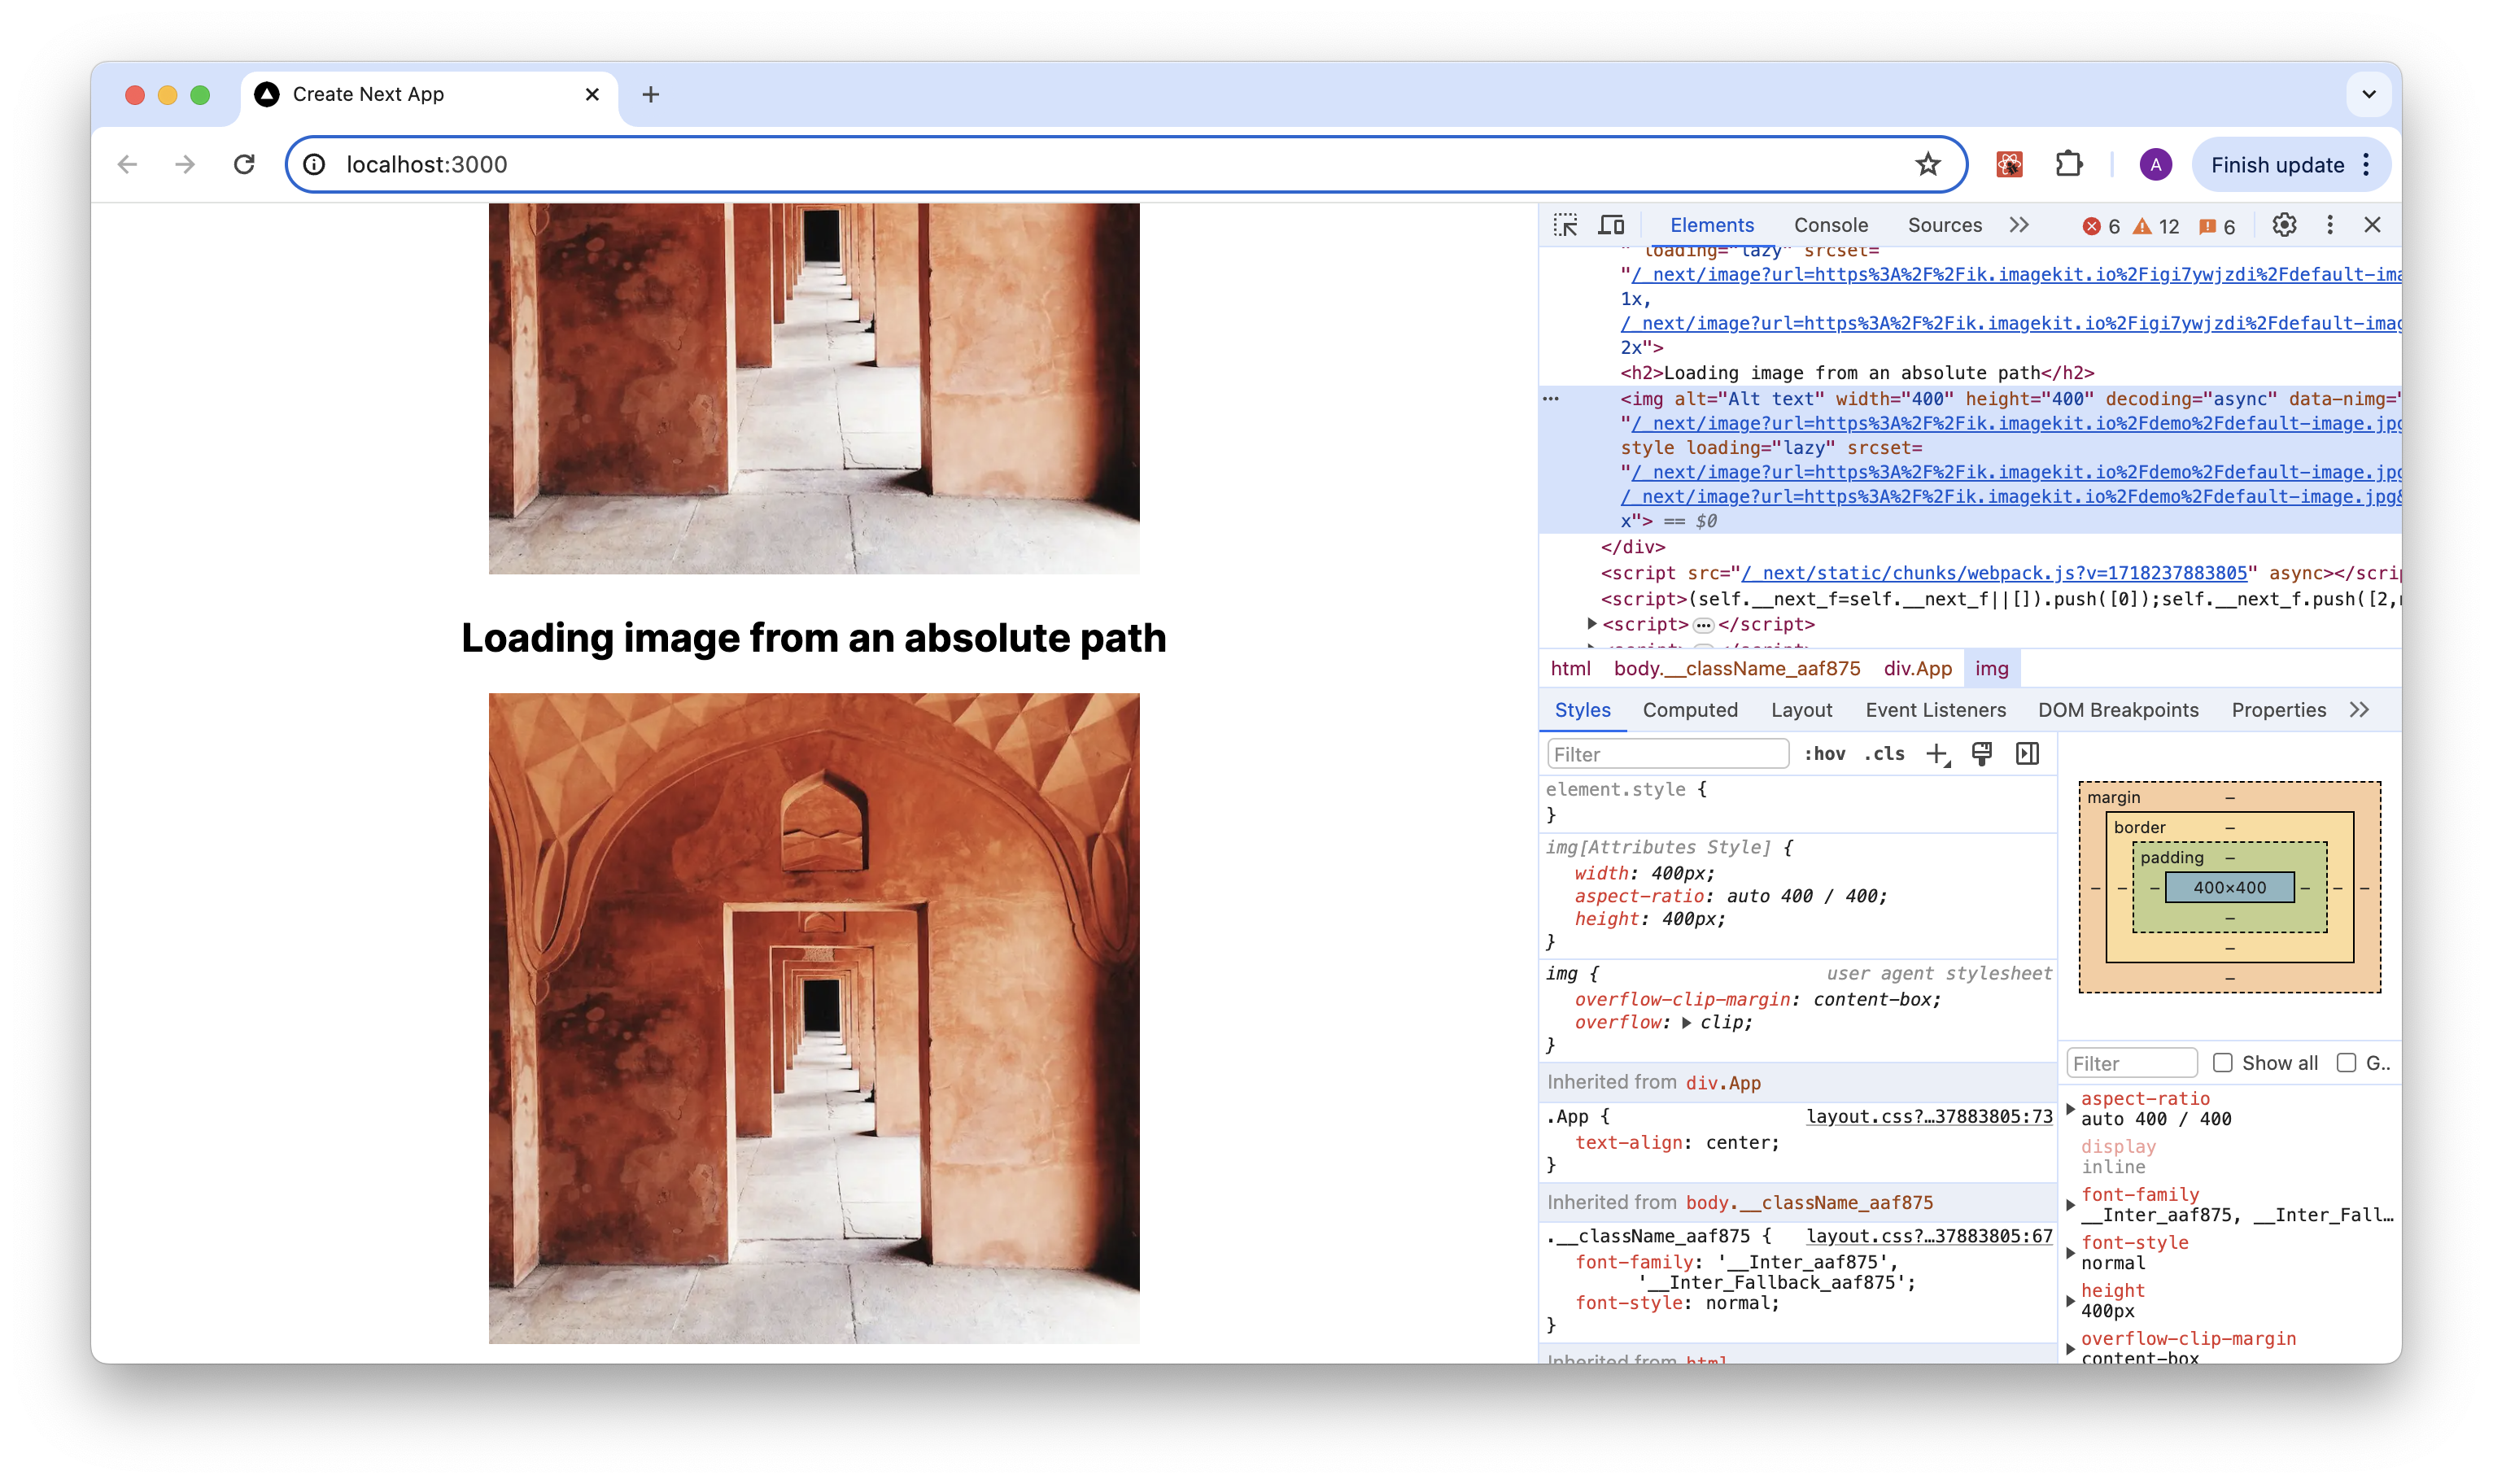 Create Next App
localhost:3000
A
Finish update
Loading image from an absolute path
Elements Console Sources 6 12 6
" loading="lazy" srcset=
"/_next/image?url=https%3A%2F%2Fik.imagekit.io%2Figi7ywjzdi%2Fdefault-ima
1x,
/_next/image?url=https%3A%2F%2Fik.imagekit.io%2Figi7ywjzdi%2Fdefault-imag
2x">
<h2>Loading image from an absolute path</h2>
<img alt="Alt text" width="400" height="400" decoding="async" data-nimg="
"/_next/image?url=https%3A%2F%2Fik.imagekit.io%2Fdemo%2Fdefault-image.jpg
style loading="lazy" srcset=
"/_next/image?url=https%3A%2F%2Fik.imagekit.io%2Fdemo%2Fdefault-image.jpg
/_next/image?url=https%3A%2F%2Fik.imagekit.io%2Fdemo%2Fdefault-image.jpg&
x"> == $0
</div>
<script src="/_next/static/chunks/webpack.js?v=1718237883805" async></scrip
<script>(self.__next_f=self.__next_f||[]).push([0]);self.__next_f.push([2,n
<script>…</script>
html body.__className_aaf875 div.App img
Styles Computed Layout Event Listeners DOM Breakpoints Properties
Filter :hov .cls
element.style {
}
img[Attributes Style] {
width: 400px;
aspect-ratio: auto 400 / 400;
height: 400px;
}
img { user agent stylesheet
overflow-clip-margin: content-box;
overflow: clip;
}
Inherited from div.App
.App { layout.css?…37883805:73
text-align: center;
}
Inherited from body.__className_aaf875
.__className_aaf875 { layout.css?…37883805:67
font-family: '__Inter_aaf875',
'__Inter_Fallback_aaf875';
font-style: normal;
}
Inherited from html
margin –
border –
padding –
– – – 400×400 – – –
–
–
–
Filter Show all G..
aspect-ratio
auto 400 / 400
display
inline
font-family
__Inter_aaf875, __Inter_Fall…
font-style
normal
height
400px
overflow-clip-margin
content-box